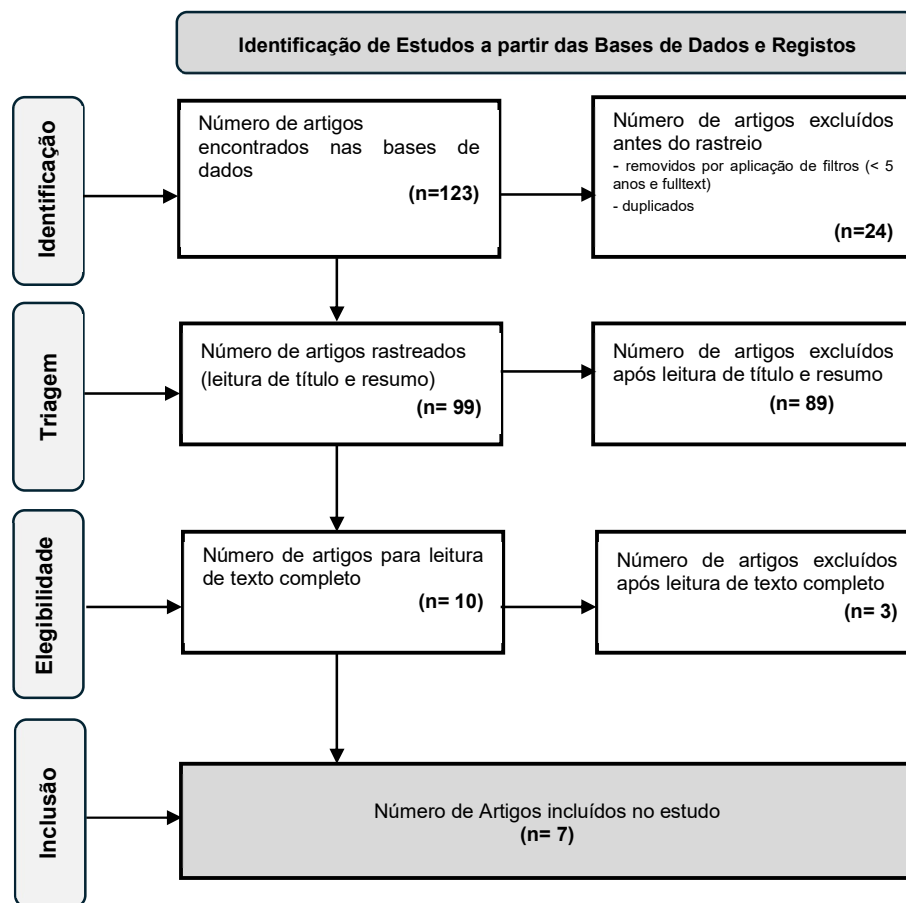 Identificação de Estudos a partir das Bases de Dados e Registos
Identificação
Número de artigos
encontrados nas bases de
dados
(n=123)
Número de artigos excluídos
antes do rastreio
- removidos por aplicação de filtros (< 5
anos e fulltext)
- duplicados
(n=24)
Triagem
Número de artigos rastreados
(leitura de título e resumo)
(n= 99)
Número de artigos excluídos
após leitura de título e resumo
(n= 89)
Elegibilidade
Número de artigos para leitura
de texto completo
(n= 10)
Número de artigos excluídos
após leitura de texto completo
(n= 3)
Inclusão
Número de Artigos incluídos no estudo
(n= 7)